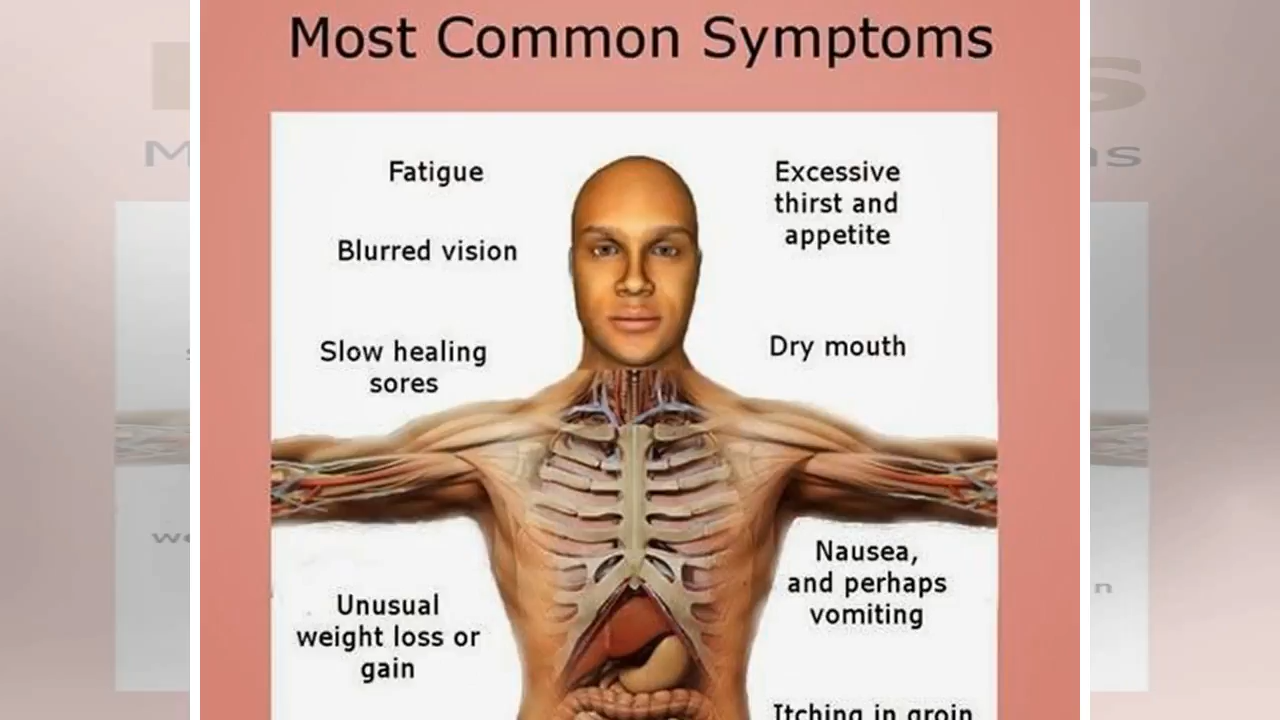 Most Common Symptoms
Fatigue
Blurred vision
Slow healing
sores
Unusual
weight loss or
gain
Excessive
thirst and
appetite
Dry mouth
Nausea,
and perhaps
vomiting
Itching in groin